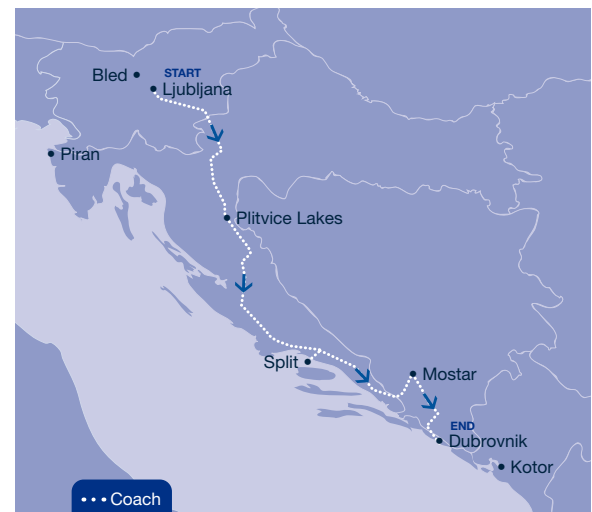 Bled
START
Ljubljana
Piran
Plitvice Lakes
Split
Mostar
END
Dubrovnik
Kotor
Coach